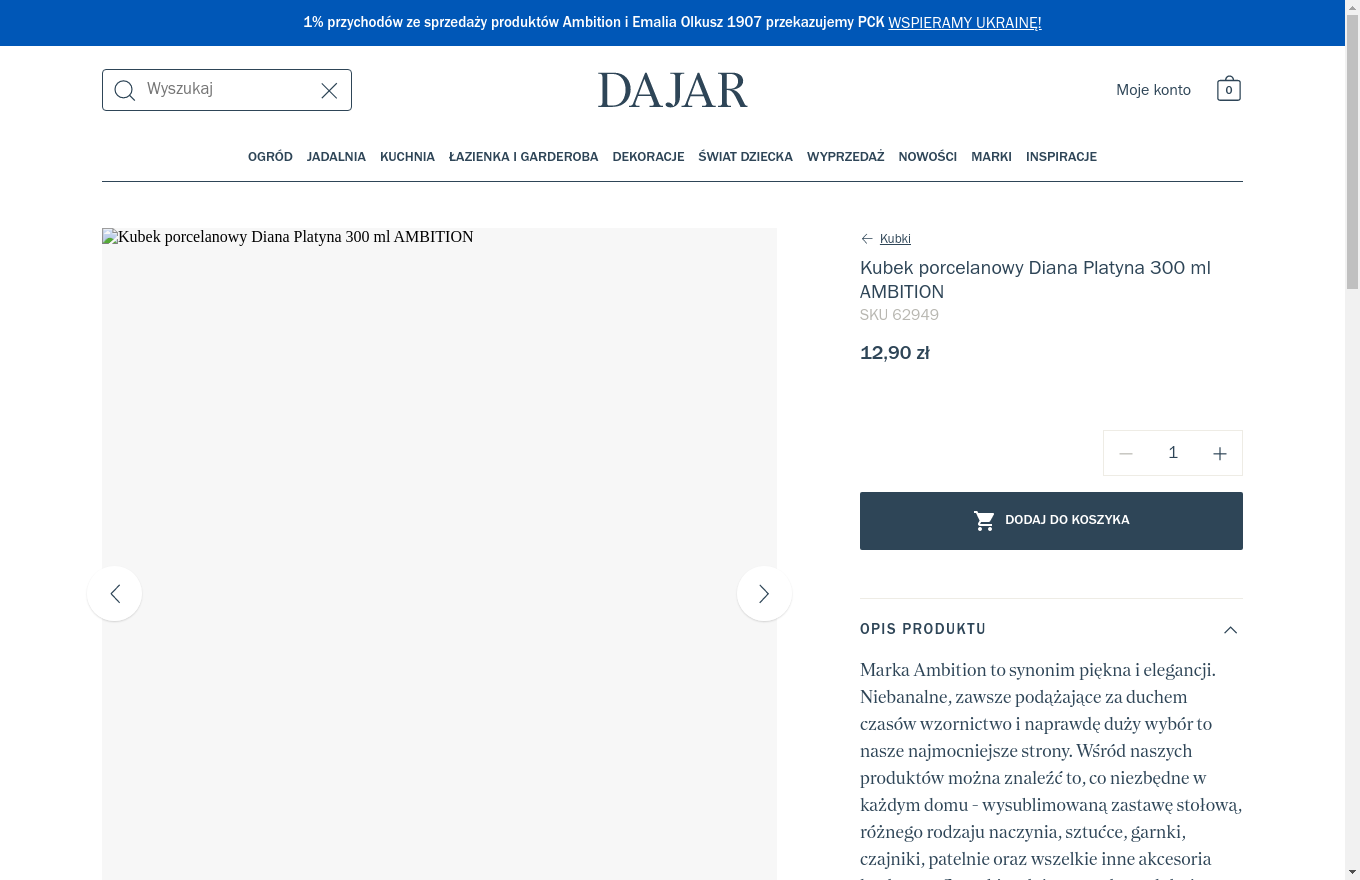 1% przychodów ze sprzedaży produktów Ambition i Emalia Olkusz 1907 przekazujemy PCK WSPIERAMY UKRAINĘ!
Wyszukaj
DAJAR
Moje konto
0
OGRÓD JADALNIA KUCHNIA ŁAZIENKA I GARDEROBA DEKORACJE ŚWIAT DZIECKA WYPRZEDAŻ NOWOŚCI MARKI INSPIRACJE
Kubek porcelanowy Diana Platyna 300 ml AMBITION
Kubki
Kubek porcelanowy Diana Platyna 300 ml
AMBITION
SKU 62949
12,90 zł
1
DODAJ DO KOSZYKA
OPIS PRODUKTU
Marka Ambition to synonim piękna i elegancji.
Niebanalne, zawsze podążające za duchem
czasów wzornictwo i naprawdę duży wybór to
nasze najmocniejsze strony. Wśród naszych
produktów można znaleźć to, co niezbędne w
każdym domu - wysublimowaną zastawę stołową,
różnego rodzaju naczynia, sztućce, garnki,
czajniki, patelnie oraz wszelkie inne akcesoria